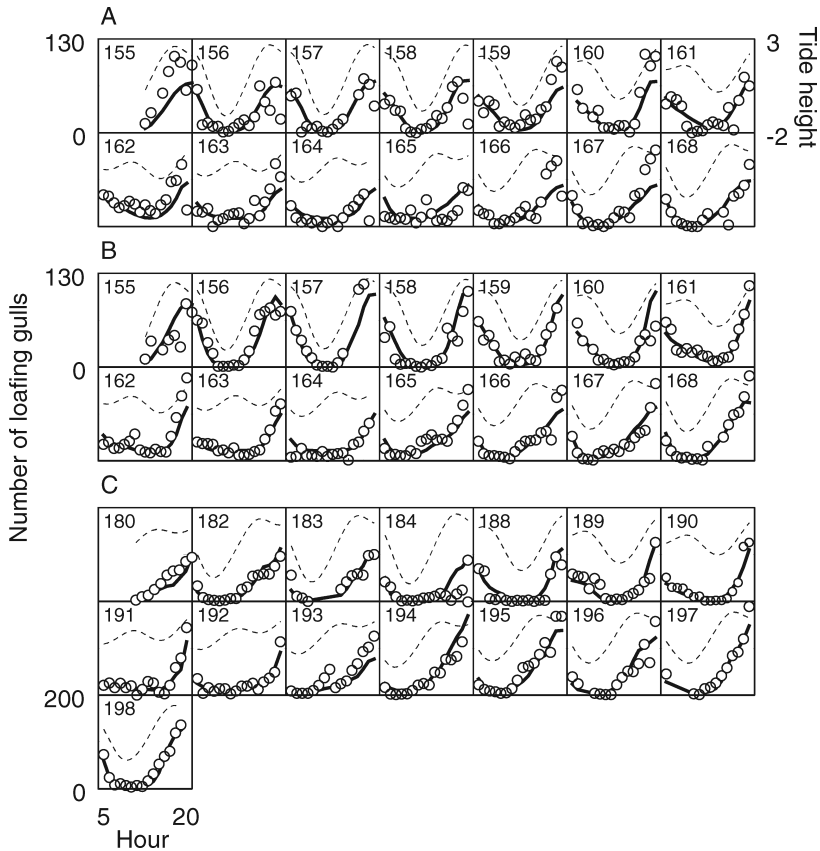 A
130
3
155 156 157 158 159 160 161
0
-2
Tide height
162 163 164 165 166 167 168
B
130
155 156 157 158 159 160 161
0
162 163 164 165 166 167 168
Number of loafing gulls
C
180 182 183 184 188 189 190
191 192 193 194 195 196 197
200
198
0
5 20
Hour